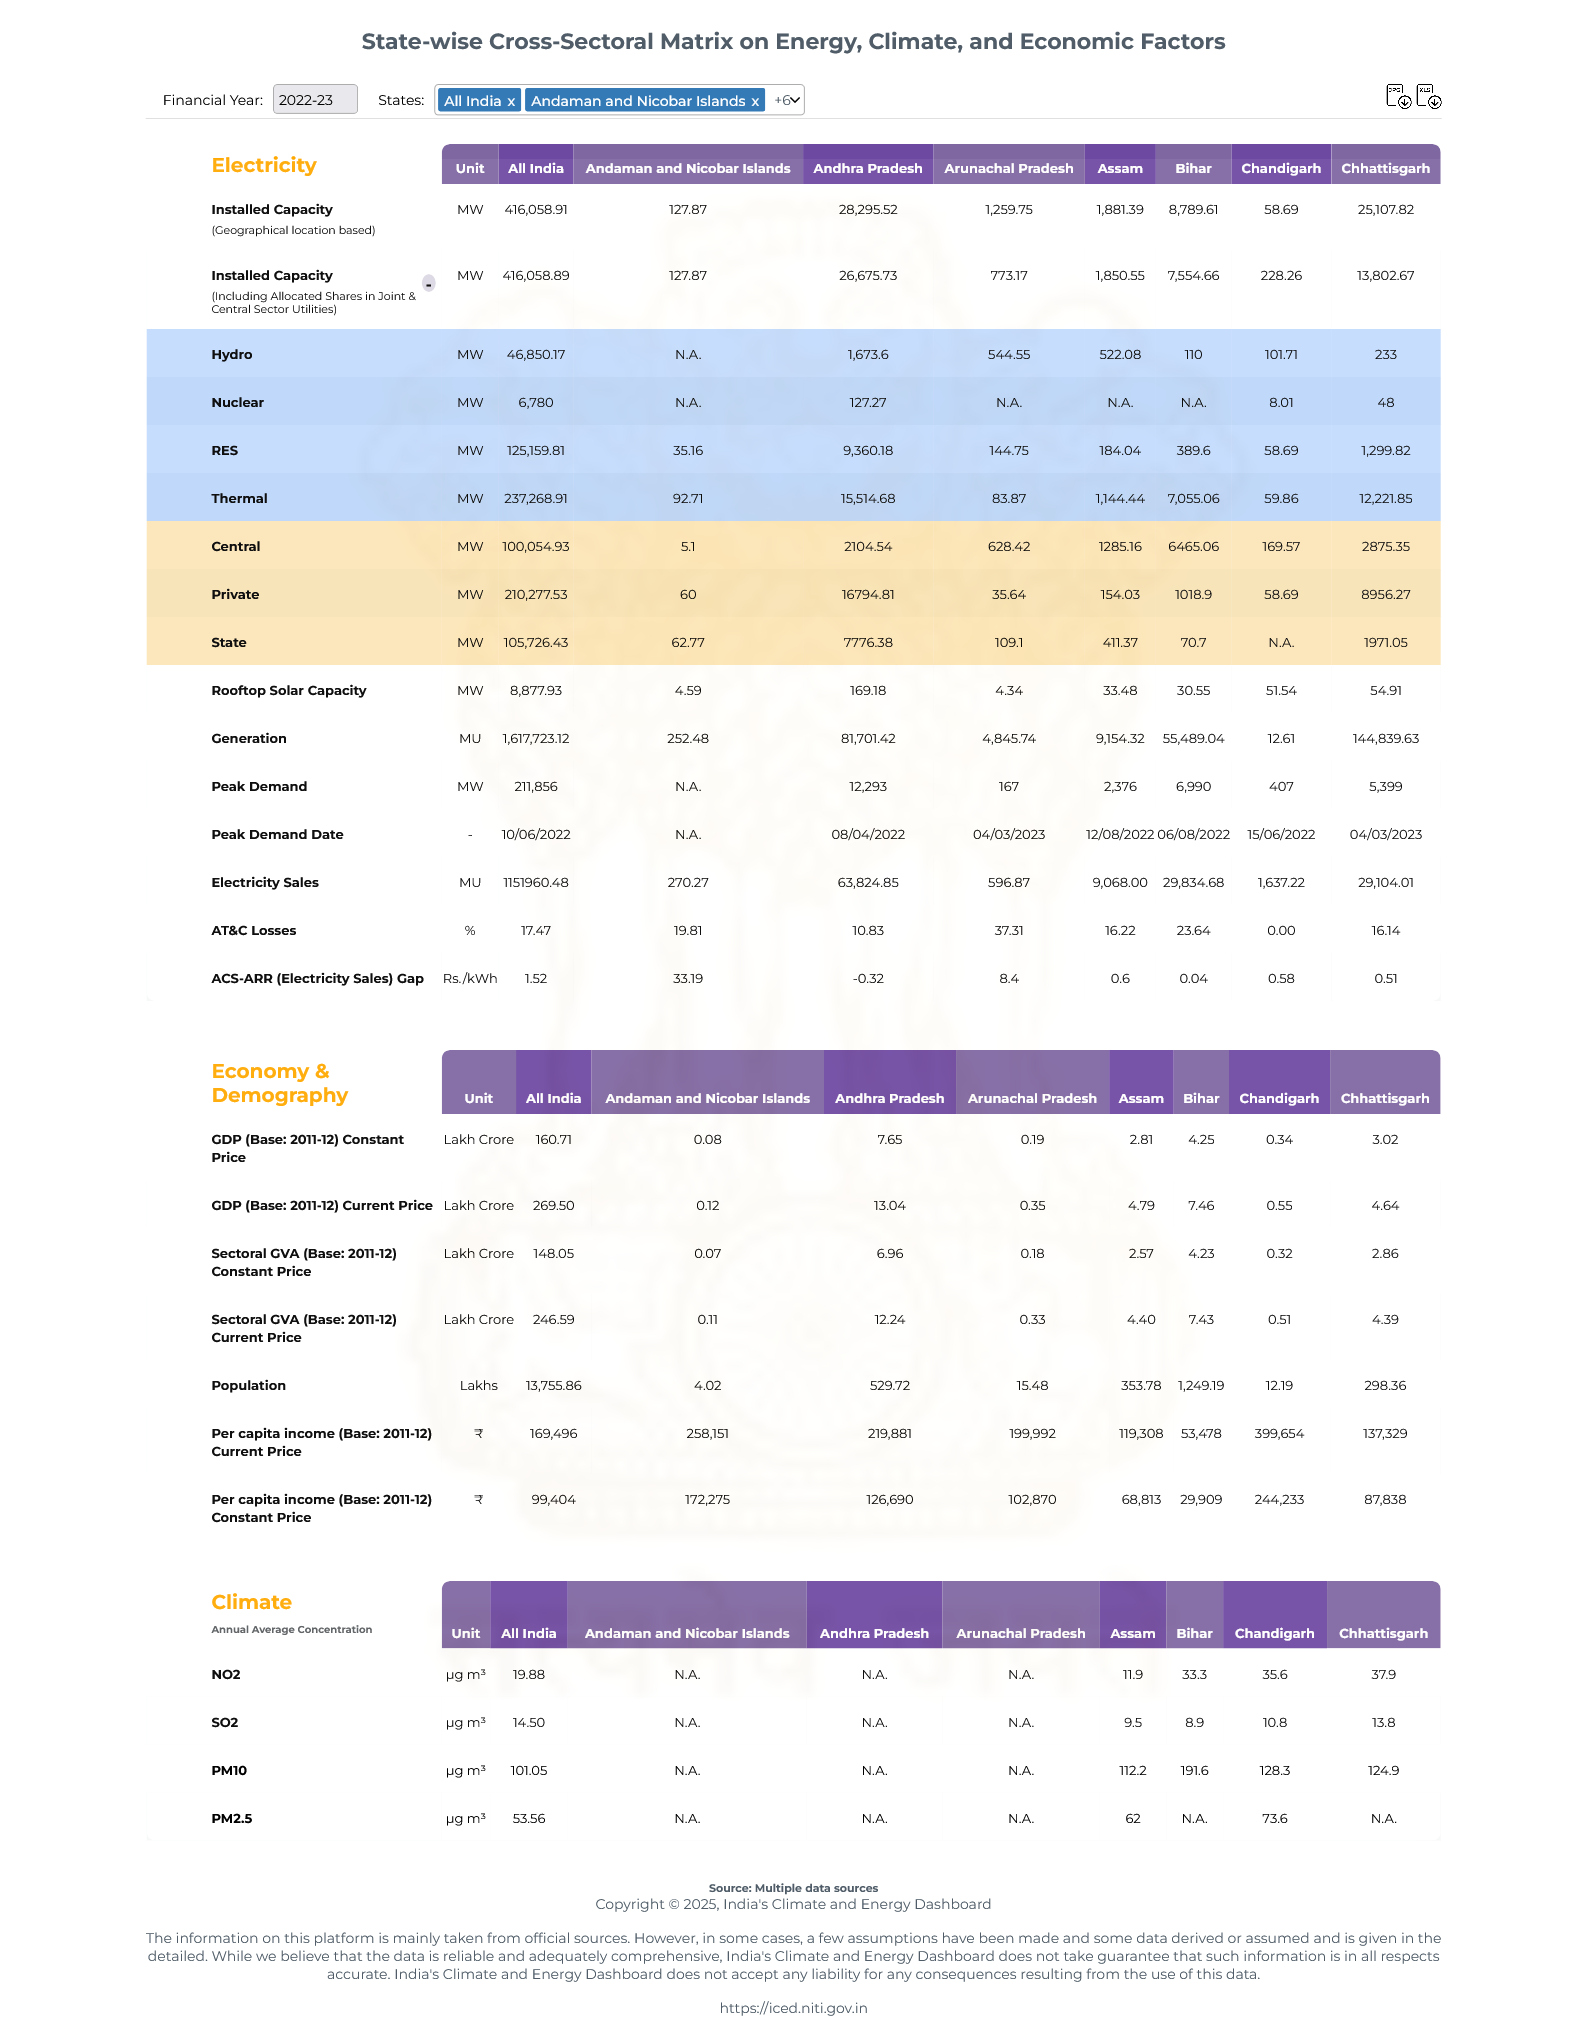 State-wise Cross-Sectoral Matrix on Energy, Climate, and Economic Factors
Financial Year: 2022-23 States: All India x Andaman and Nicobar Islands x +6
Electricity Unit All India Andaman and Nicobar Islands Andhra Pradesh Arunachal Pradesh Assam Bihar Chandigarh Chhattisgarh
Installed Capacity MW 416,058.91 127.87 28,295.52 1,259.75 1,881.39 8,789.61 58.69 25,107.82
(Geographical location based)
Installed Capacity - MW 416,058.89 127.87 26,675.73 773.17 1,850.55 7,554.66 228.26 13,802.67
(Including Allocated Shares in Joint &
Central Sector Utilities)
Hydro MW 46,850.17 N.A. 1,673.6 544.55 522.08 110 101.71 233
Nuclear MW 6,780 N.A. 127.27 N.A. N.A. N.A. 8.01 48
RES MW 125,159.81 35.16 9,360.18 144.75 184.04 389.6 58.69 1,299.82
Thermal MW 237,268.91 92.71 15,514.68 83.87 1,144.44 7,055.06 59.86 12,221.85
Central MW 100,054.93 5.1 2104.54 628.42 1285.16 6465.06 169.57 2875.35
Private MW 210,277.53 60 16794.81 35.64 154.03 1018.9 58.69 8956.27
State MW 105,726.43 62.77 7776.38 109.1 411.37 70.7 N.A. 1971.05
Rooftop Solar Capacity MW 8,877.93 4.59 169.18 4.34 33.48 30.55 51.54 54.91
Generation MU 1,617,723.12 252.48 81,701.42 4,845.74 9,154.32 55,489.04 12.61 144,839.63
Peak Demand MW 211,856 N.A. 12,293 167 2,376 6,990 407 5,399
Peak Demand Date - 10/06/2022 N.A. 08/04/2022 04/03/2023 12/08/2022 06/08/2022 15/06/2022 04/03/2023
Electricity Sales MU 1151960.48 270.27 63,824.85 596.87 9,068.00 29,834.68 1,637.22 29,104.01
AT&C Losses % 17.47 19.81 10.83 37.31 16.22 23.64 0.00 16.14
ACS-ARR (Electricity Sales) Gap Rs./kWh 1.52 33.19 -0.32 8.4 0.6 0.04 0.58 0.51
Economy &
Demography
Unit All India Andaman and Nicobar Islands Andhra Pradesh Arunachal Pradesh Assam Bihar Chandigarh Chhattisgarh
GDP (Base: 2011-12) Constant Lakh Crore 160.71 0.08 7.65 0.19 2.81 4.25 0.34 3.02
Price
GDP (Base: 2011-12) Current Price Lakh Crore 269.50 0.12 13.04 0.35 4.79 7.46 0.55 4.64
Sectoral GVA (Base: 2011-12) Lakh Crore 148.05 0.07 6.96 0.18 2.57 4.23 0.32 2.86
Constant Price
Sectoral GVA (Base: 2011-12) Lakh Crore 246.59 0.11 12.24 0.33 4.40 7.43 0.51 4.39
Current Price
Population Lakhs 13,755.86 4.02 529.72 15.48 353.78 1,249.19 12.19 298.36
Per capita income (Base: 2011-12) ₹ 169,496 258,151 219,881 199,992 119,308 53,478 399,654 137,329
Current Price
Per capita income (Base: 2011-12) ₹ 99,404 172,275 126,690 102,870 68,813 29,909 244,233 87,838
Constant Price
Climate
Annual Average Concentration
Unit All India Andaman and Nicobar Islands Andhra Pradesh Arunachal Pradesh Assam Bihar Chandigarh Chhattisgarh
NO2 µg m³ 19.88 N.A. N.A. N.A. 11.9 33.3 35.6 37.9
SO2 µg m³ 14.50 N.A. N.A. N.A. 9.5 8.9 10.8 13.8
PM10 µg m³ 101.05 N.A. N.A. N.A. 112.2 191.6 128.3 124.9
PM2.5 µg m³ 53.56 N.A. N.A. N.A. 62 N.A. 73.6 N.A.
Source: Multiple data sources
Copyright © 2025, India's Climate and Energy Dashboard
The information on this platform is mainly taken from official sources. However, in some cases, a few assumptions have been made and some data derived or assumed and is given in the
detailed. While we believe that the data is reliable and adequately comprehensive, India's Climate and Energy Dashboard does not take guarantee that such information is in all respects
accurate. India's Climate and Energy Dashboard does not accept any liability for any consequences resulting from the use of this data.
https://iced.niti.gov.in